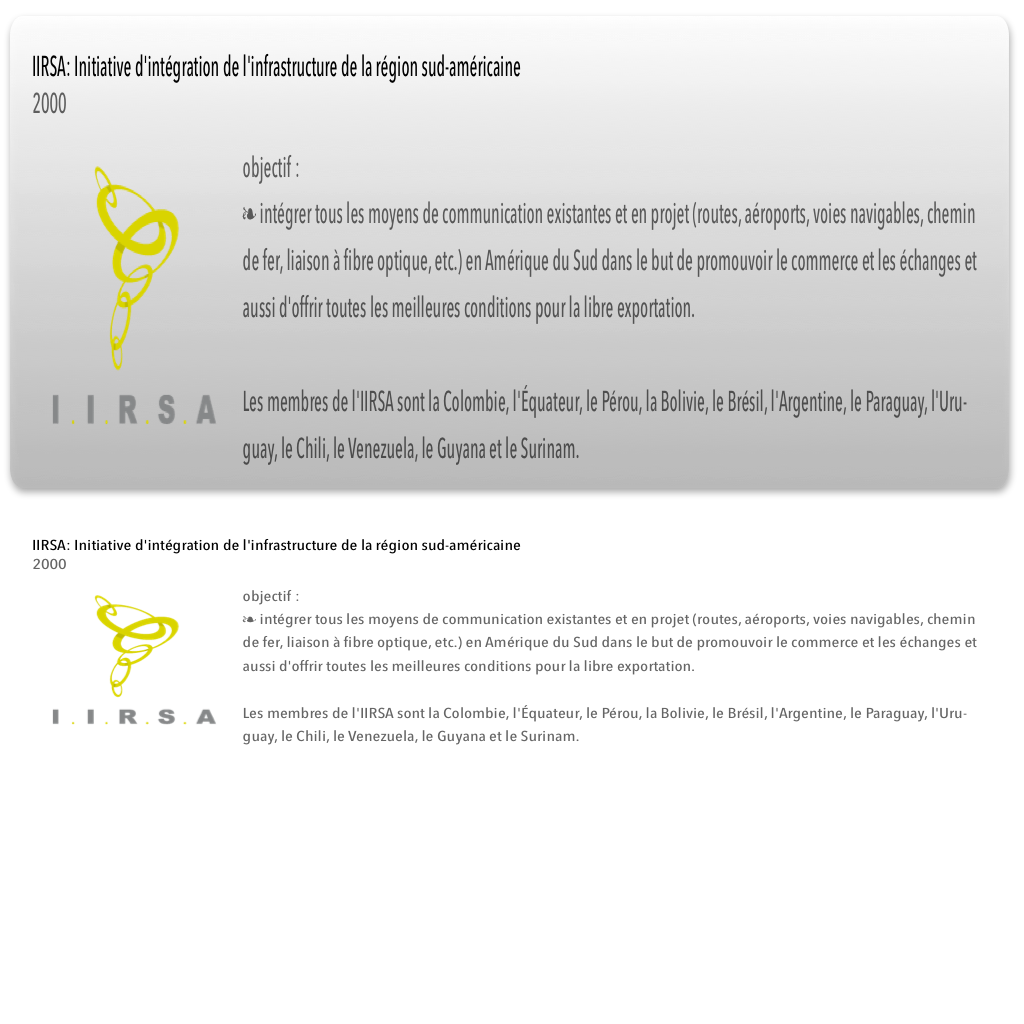 IIRSA: Initiative d'intégration de l'infrastructure de la région sud-américaine
2000
objectif :
❧ intégrer tous les moyens de communication existantes et en projet (routes, aéroports, voies navigables, chemin
de fer, liaison à fibre optique, etc.) en Amérique du Sud dans le but de promouvoir le commerce et les échanges et
aussi d'offrir toutes les meilleures conditions pour la libre exportation.
I.I.R.S.A
Les membres de l'IIRSA sont la Colombie, l'Équateur, le Pérou, la Bolivie, le Brésil, l'Argentine, le Paraguay, l'Uru-
guay, le Chili, le Venezuela, le Guyana et le Surinam.
IIRSA: Initiative d'intégration de l'infrastructure de la région sud-américaine
2000
objectif :
❧ intégrer tous les moyens de communication existantes et en projet (routes, aéroports, voies navigables, chemin
de fer, liaison à fibre optique, etc.) en Amérique du Sud dans le but de promouvoir le commerce et les échanges et
aussi d'offrir toutes les meilleures conditions pour la libre exportation.
I.I.R.S.A
Les membres de l'IIRSA sont la Colombie, l'Équateur, le Pérou, la Bolivie, le Brésil, l'Argentine, le Paraguay, l'Uru-
guay, le Chili, le Venezuela, le Guyana et le Surinam.